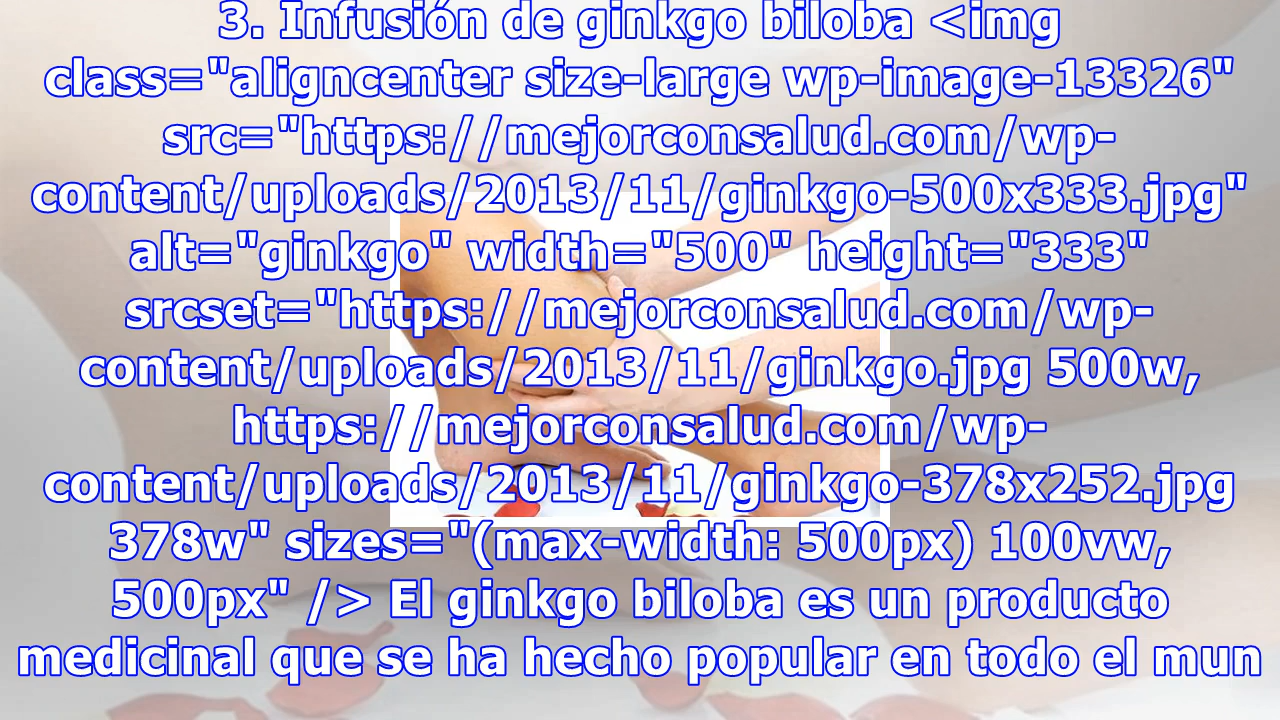 3. Infusión de ginkgo biloba <img
class="aligncenter size-large wp-image-13326"
src="https://mejorconsalud.com/wp-
content/uploads/2013/11/ginkgo-500x333.jpg"
alt="ginkgo" width="500" height="333"
srcset="https://mejorconsalud.com/wp-
content/uploads/2013/11/ginkgo.jpg 500w,
https://mejorconsalud.com/wp-
content/uploads/2013/11/ginkgo-378x252.jpg
378w" sizes="(max-width: 500px) 100vw,
500px" /> El ginkgo biloba es un producto
medicinal que se ha hecho popular en todo el mun